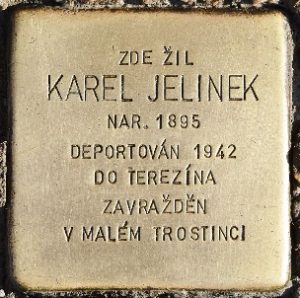 ZDE ŽIL
KAREL JELINEK
NAR. 1895
DEPORTOVÁN 1942
DO TEREZÍNA
ZAVRAŽDĚN
V MALÉM TROSTINCI